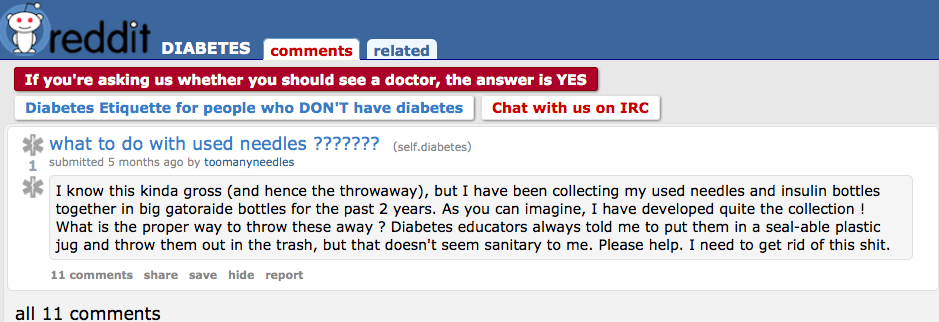 reddit DIABETES comments related
If you're asking us whether you should see a doctor, the answer is YES
Diabetes Etiquette for people who DON'T have diabetes Chat with us on IRC
what to do with used needles ??????? (self.diabetes)
1 submitted 5 months ago by toomanyneedles
I know this kinda gross (and hence the throwaway), but I have been collecting my used needles and insulin bottles
together in big gatoraide bottles for the past 2 years. As you can imagine, I have developed quite the collection !
What is the proper way to throw these away ? Diabetes educators always told me to put them in a seal-able plastic
jug and throw them out in the trash, but that doesn't seem sanitary to me. Please help. I need to get rid of this shit.
11 comments share save hide report
all 11 comments